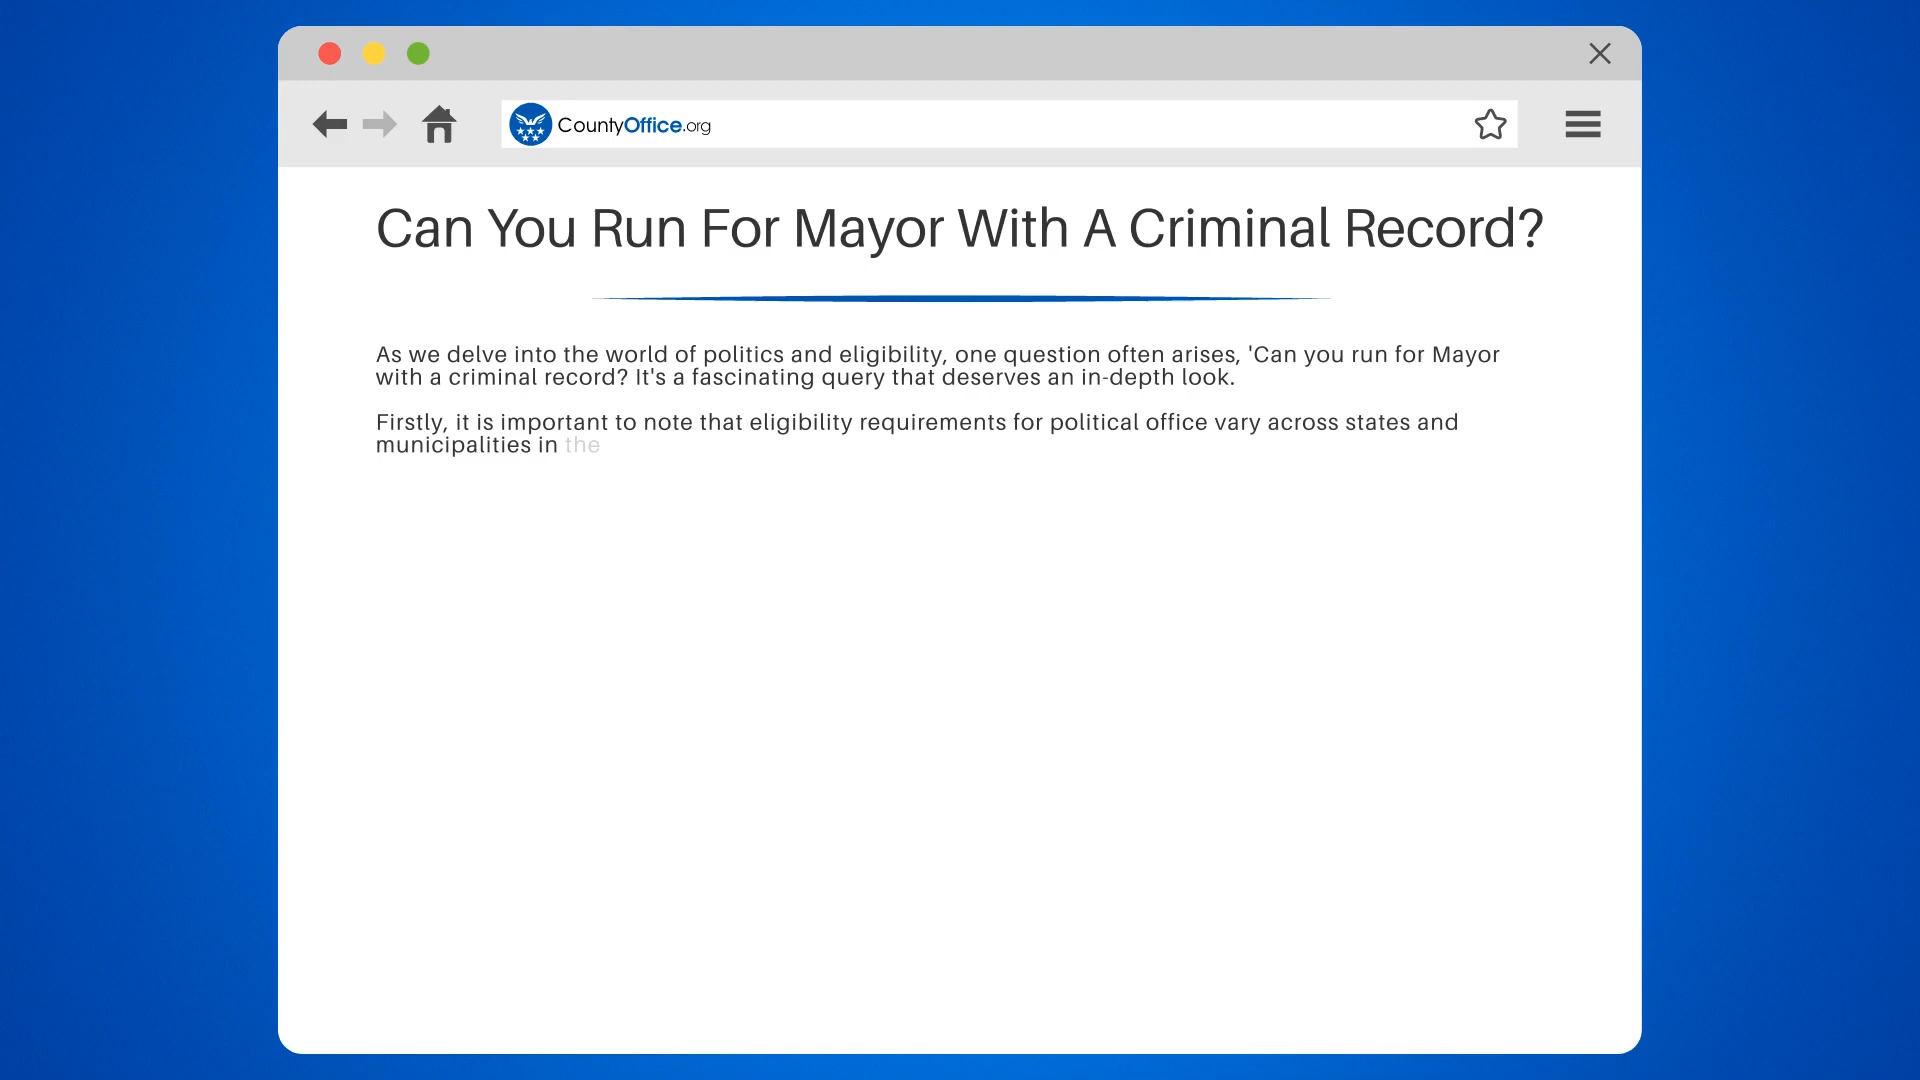 CountyOffice.org
Can You Run For Mayor With A Criminal Record?
As we delve into the world of politics and eligibility, one question often arises, 'Can you run for Mayor
with a criminal record? It's a fascinating query that deserves an in-depth look.
Firstly, it is important to note that eligibility requirements for political office vary across states and
municipalities in the